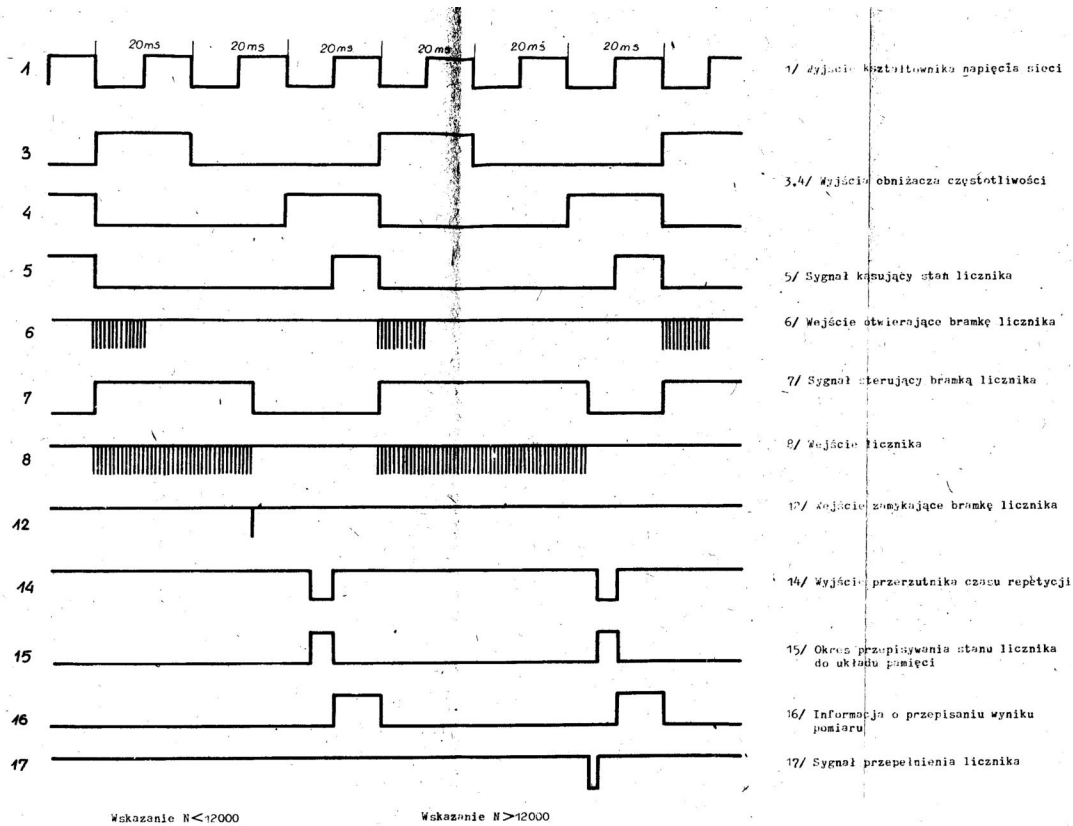 20ms 20ms 20ms 20ms 20ms 20ms
1
1/ Wyjście kształtownika napięcia sieci
3
3.4/ Wyjścia obniżacza częstotliwości
4
5
5/ Sygnał kasujący stan licznika
6
6/ Wejście otwierające bramkę licznika
7
7/ Sygnał sterujący bramką licznika
8
8/ Wejście licznika
12
12/ Wejście zamykające bramkę licznika
14
14/ Wyjście przerzutnika czasu repetycji
15
15/ Okres przepisywania stanu licznika
do układu pamięci
16
16/ Informacja o przepisaniu wyniku
pomiaru
17
17/ Sygnał przepełnienia licznika
Wskazanie N<12000 Wskazanie N>12000